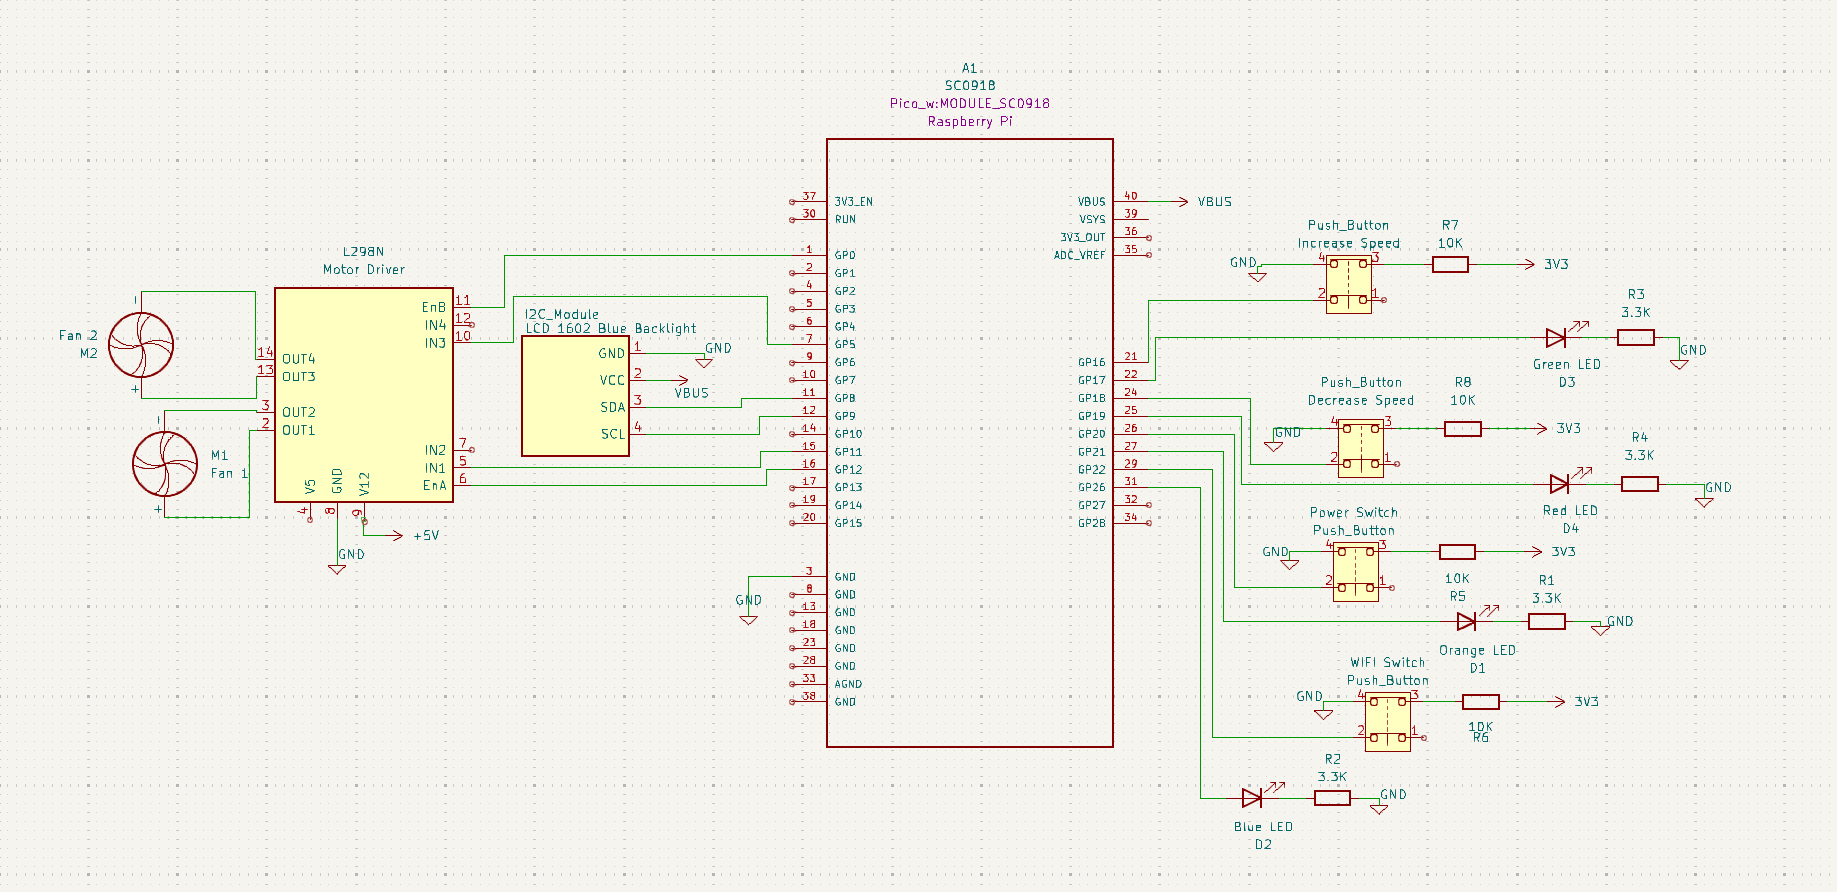 A1
SC0918
Pico_w:MODULE_SC0918
Raspberry Pi
37 3V3_EN
30 RUN
1 GP0
2 GP1
4 GP2
5 GP3
6 GP4
7 GP5
9 GP6
10 GP7
11 GP8
12 GP9
14 GP10
15 GP11
16 GP12
17 GP13
19 GP14
20 GP15
3 GND
8 GND
13 GND
18 GND
23 GND
28 GND
33 AGND
38 GND
GND
VBUS 40 VBUS
VSYS 39
3V3_OUT 36
ADC_VREF 35
GP16 21
GP17 22
GP18 24
GP19 25
GP20 26
GP21 27
GP22 29
GP26 31
GP27 32
GP28 34
L298N
Motor Driver
EnB 11
IN4 12
IN3 10
14 OUT4
13 OUT3
3 OUT2
2 OUT1
IN2 7
IN1 5
EnA 6
V5 4
GND 8
V12 9
+5V
GND
-
Fan 2
M2
+
-
M1
Fan 1
+
I2C_Module
LCD 1602 Blue Backlight
GND 1 GND
VCC 2
VBUS
SDA 3
SCL 4
Push_Button
Increase Speed
R7
10K
GND 4 3 3V3
2 1
R3
3.3K
GND
Green LED
D3
Push_Button
Decrease Speed
R8
10K
GND 4 3 3V3
2 1
R4
3.3K
GND
Red LED
D4
Power Switch
Push_Button
GND 4 3 3V3
2 1
10K
R5
R1
3.3K
GND
Orange LED
D1
WIFI Switch
Push_Button
GND 4 3 3V3
2 1
10K
R6
R2
3.3K
GND
Blue LED
D2